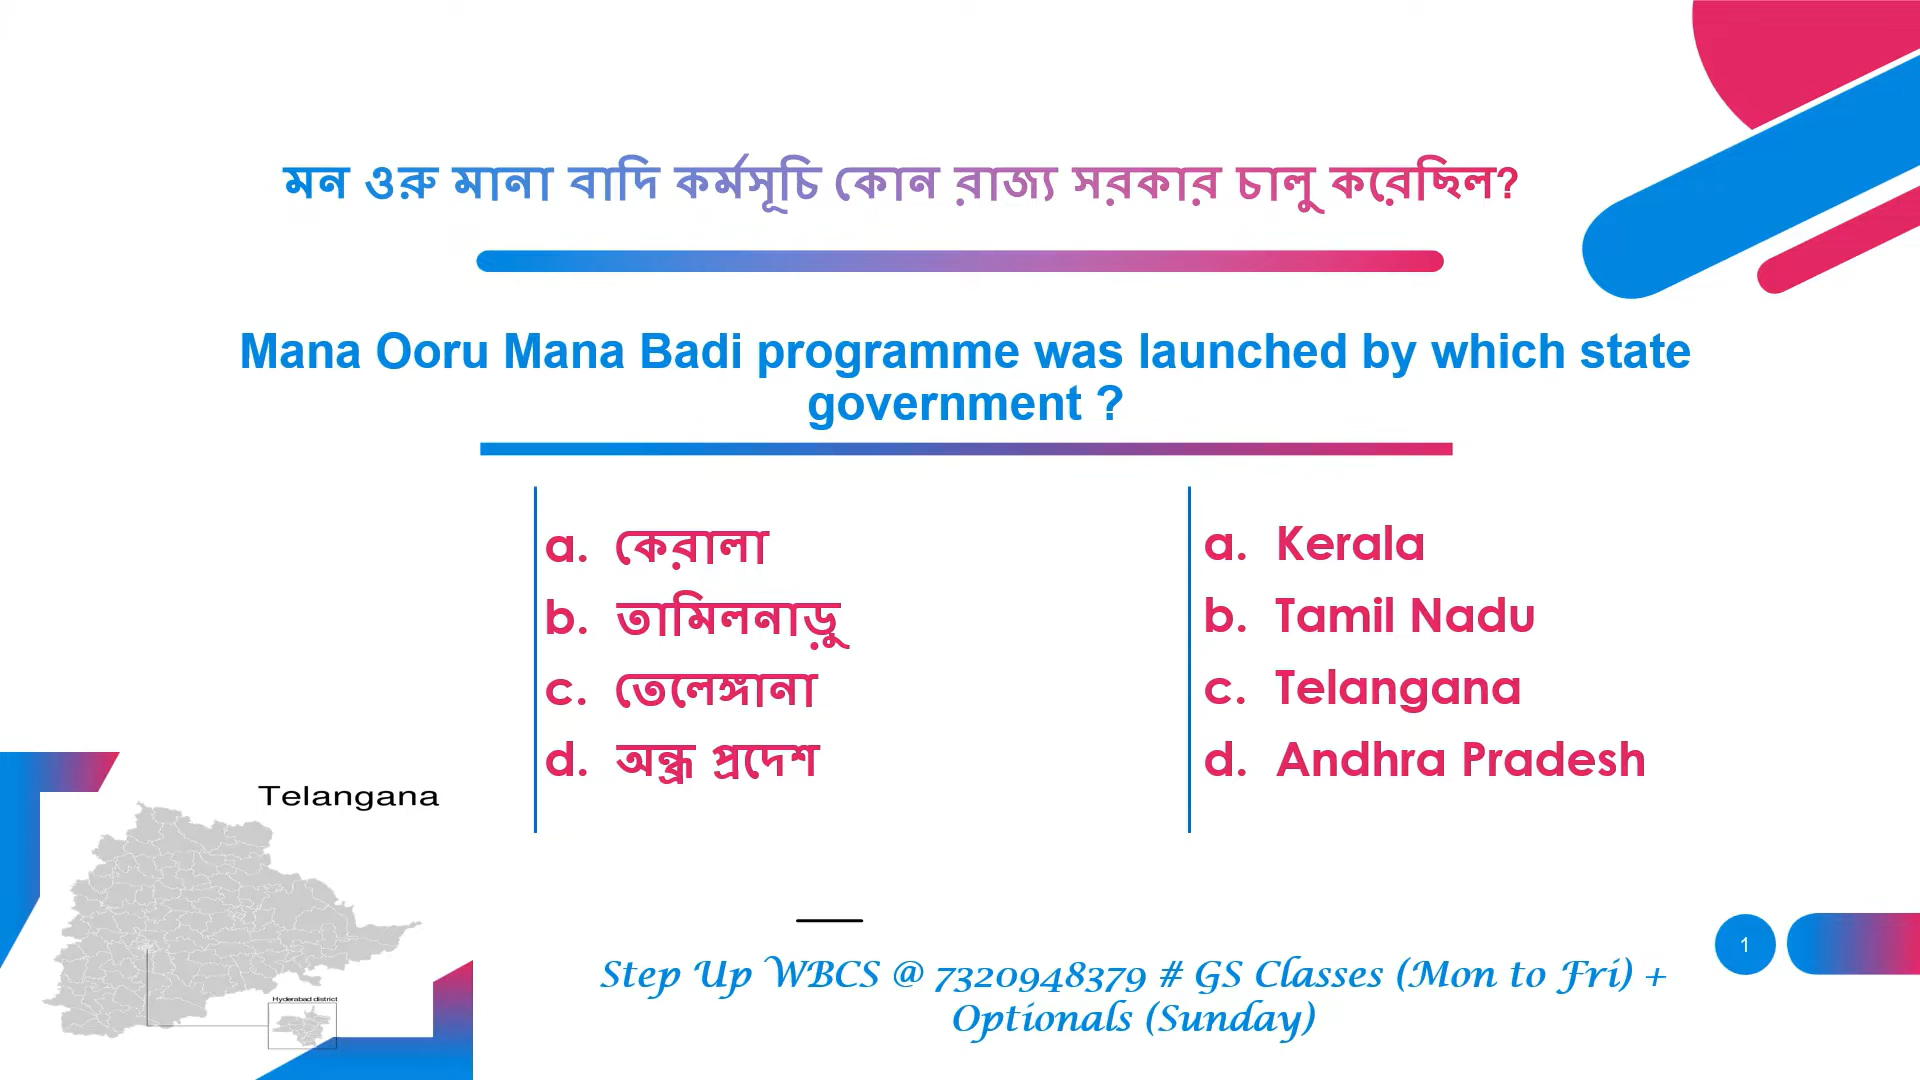 মন ওরু মানা বাদি কর্মসূচি কোন রাজ্য সরকার চালু করেছিল?
Mana Ooru Mana Badi programme was launched by which state
government ?
a. কেরালা
b. তামিলনাড়ু
c. তেলেঙ্গানা
d. অন্ধ্র প্রদেশ
a. Kerala
b. Tamil Nadu
c. Telangana
d. Andhra Pradesh
Telangana
Hyderabad district
1
Step Up WBCS @ 7320948379 # GS Classes (Mon to Fri) +
Optionals (Sunday)